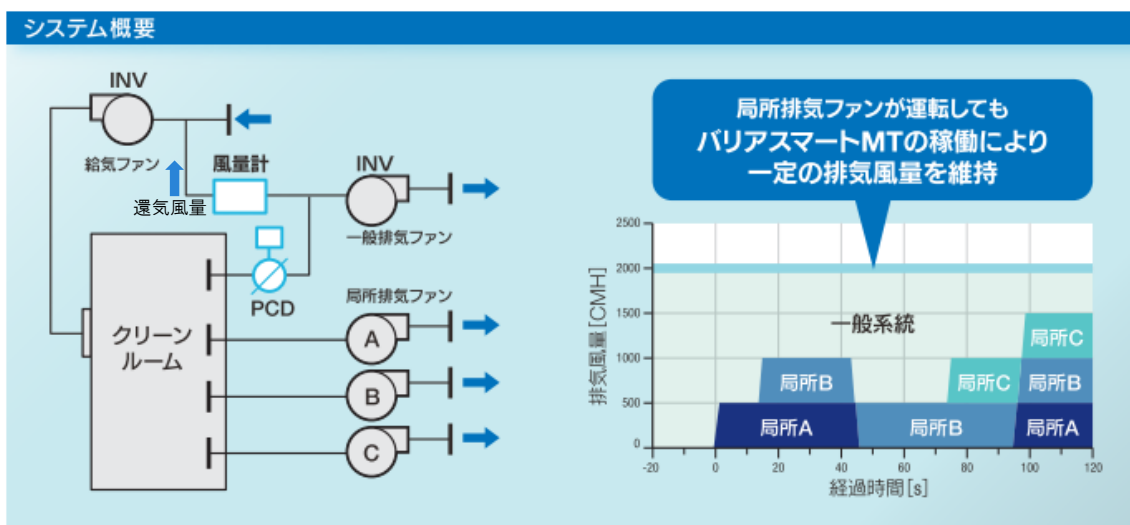 システム概要
INV
給気ファン
風量計
還気風量
INV
一般排気ファン
PCD
局所排気ファン
クリーン
ルーム
A
B
C
局所排気ファンが運転しても
バリアスマートMTの稼働により
一定の排気風量を維持
排気風量[CMH]
2500
2000
1500
1000
500
0
一般系統
局所C
局所B
局所C
局所B
局所A
局所B
局所A
-20
0
20
40
60
80
100
120
経過時間[s]